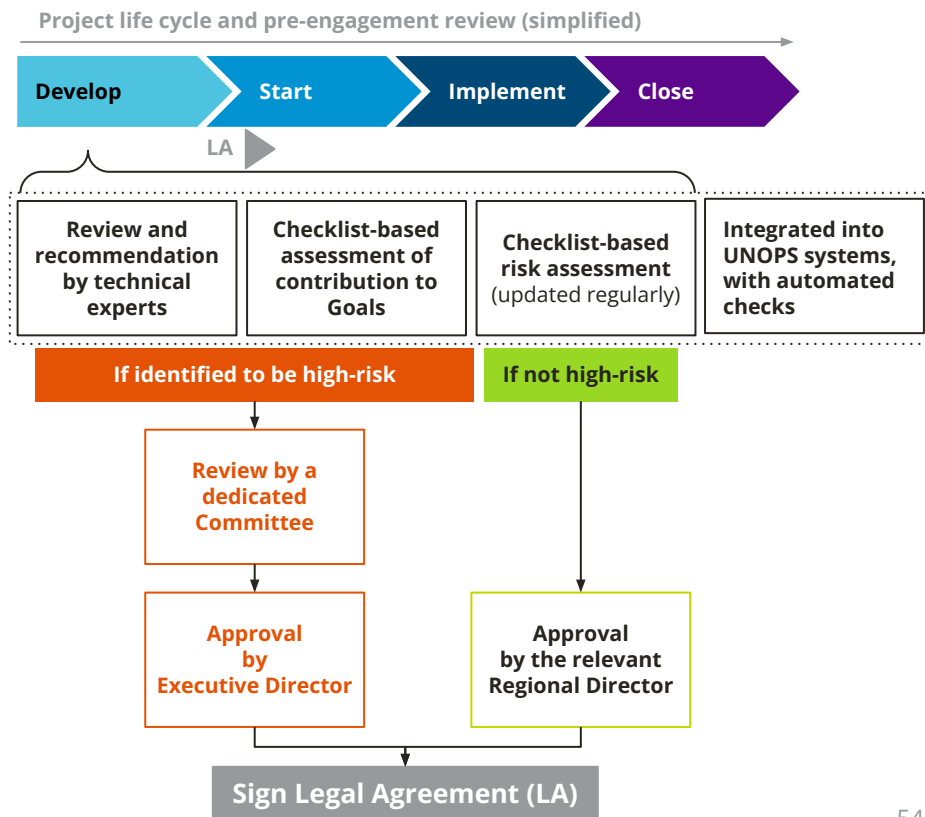 Project life cycle and pre-engagement review (simplified)
Develop
Start
Implement
Close
LA
Review and
recommendation
by technical
experts
Checklist-based
assessment of
contribution to
Goals
Checklist-based
risk assessment
(updated regularly)
Integrated into
UNOPS systems,
with automated
checks
If identified to be high-risk
If not high-risk
Review by a
dedicated
Committee
Approval
by
Executive Director
Approval
by the relevant
Regional Director
Sign Legal Agreement (LA)
54